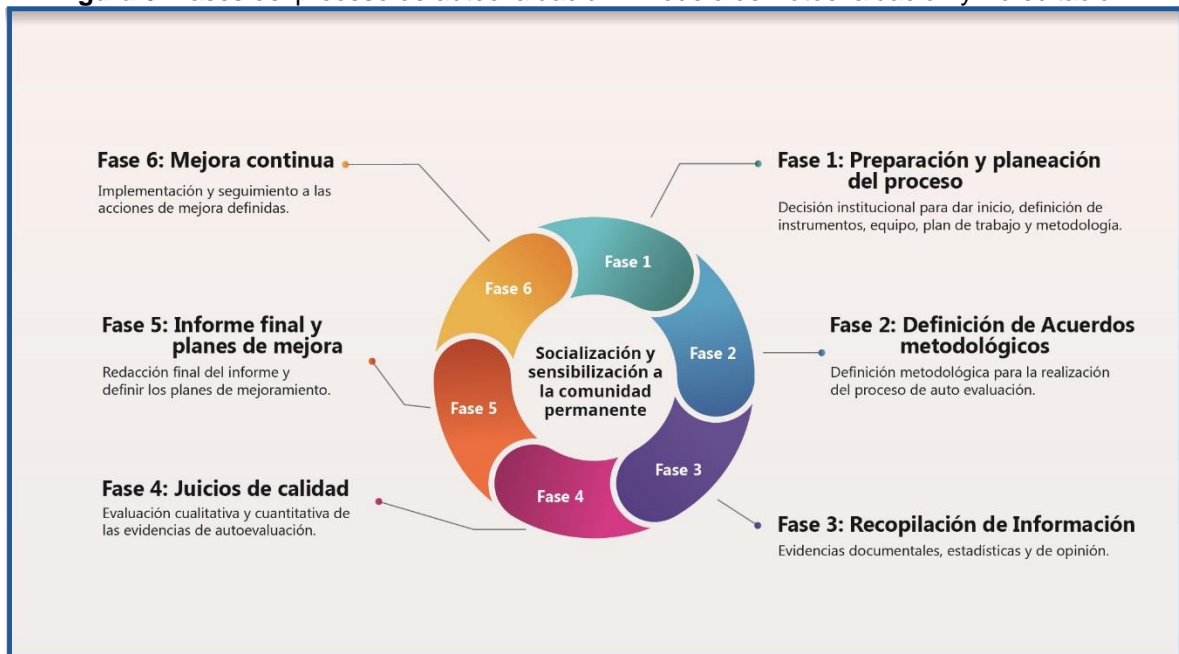 Fase 6: Mejora continua
Implementación y seguimiento a las
acciones de mejora definidas.
Fase 1: Preparación y planeación
del proceso
Decisión institucional para dar inicio, definición de
instrumentos, equipo, plan de trabajo y metodología.
Fase 5: Informe final y
planes de mejora
Redacción final del informe y
definir los planes de mejoramiento.
Fase 2: Definición de Acuerdos
metodológicos
Definición metodológica para la realización
del proceso de auto evaluación.
Fase 4: Juicios de calidad
Evaluación cualitativa y cuantitativa de
las evidencias de autoevaluación.
Fase 3: Recopilación de Información
Evidencias documentales, estadísticas y de opinión.
Fase 1
Fase 2
Fase 3
Fase 4
Fase 5
Fase 6
Socialización y
sensibilización a
la comunidad
permanente